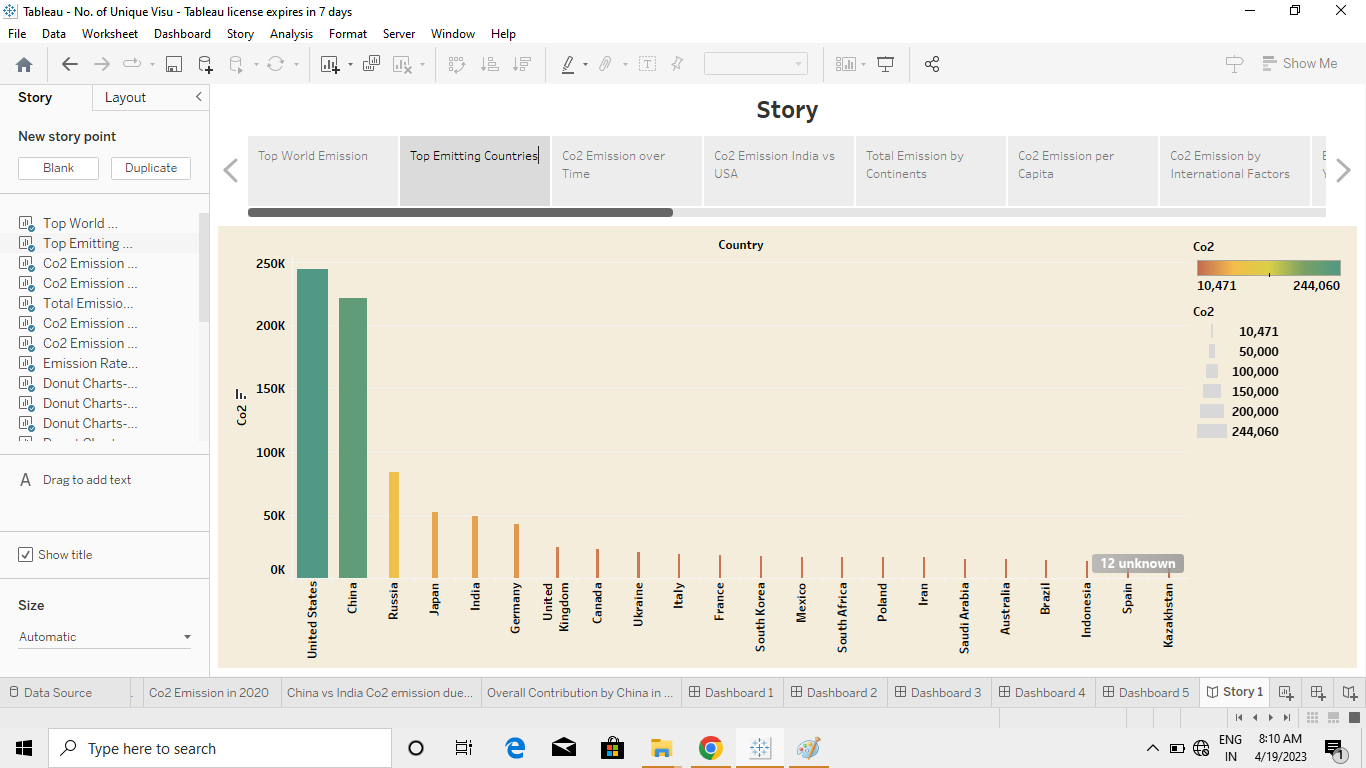 Tableau - No. of Unique Visu - Tableau license expires in 7 days
File Data Worksheet Dashboard Story Analysis Format Server Window Help
Show Me
Story Layout
New story point
Blank Duplicate
Top World ...
Top Emitting ...
Co2 Emission ...
Co2 Emission ...
Total Emissio...
Co2 Emission ...
Co2 Emission ...
Emission Rate...
Donut Charts-...
Donut Charts-...
Donut Charts-...
A Drag to add text
Show title
Size
Automatic
Story
Top World Emission
Top Emitting Countries
Co2 Emission over
Time
Co2 Emission India vs
USA
Total Emission by
Continents
Co2 Emission per
Capita
Co2 Emission by
International Factors
Country
Co2
250K
200K
150K
100K
50K
0K
United States
China
Russia
Japan
India
Germany
United
Kingdom
Canada
Ukraine
Italy
France
South Korea
Mexico
South Africa
Poland
Iran
Saudi Arabia
Australia
Brazil
Indonesia
Spain
Kazakhstan
12 unknown
Co2
10,471 244,060
Co2
10,471
50,000
100,000
150,000
200,000
244,060
Data Source Co2 Emission in 2020 China vs India Co2 emission due... Overall Contribution by China in ... Dashboard 1 Dashboard 2 Dashboard 3 Dashboard 4 Dashboard 5 Story 1
Type here to search
ENG
IN
8:10 AM
4/19/2023
1